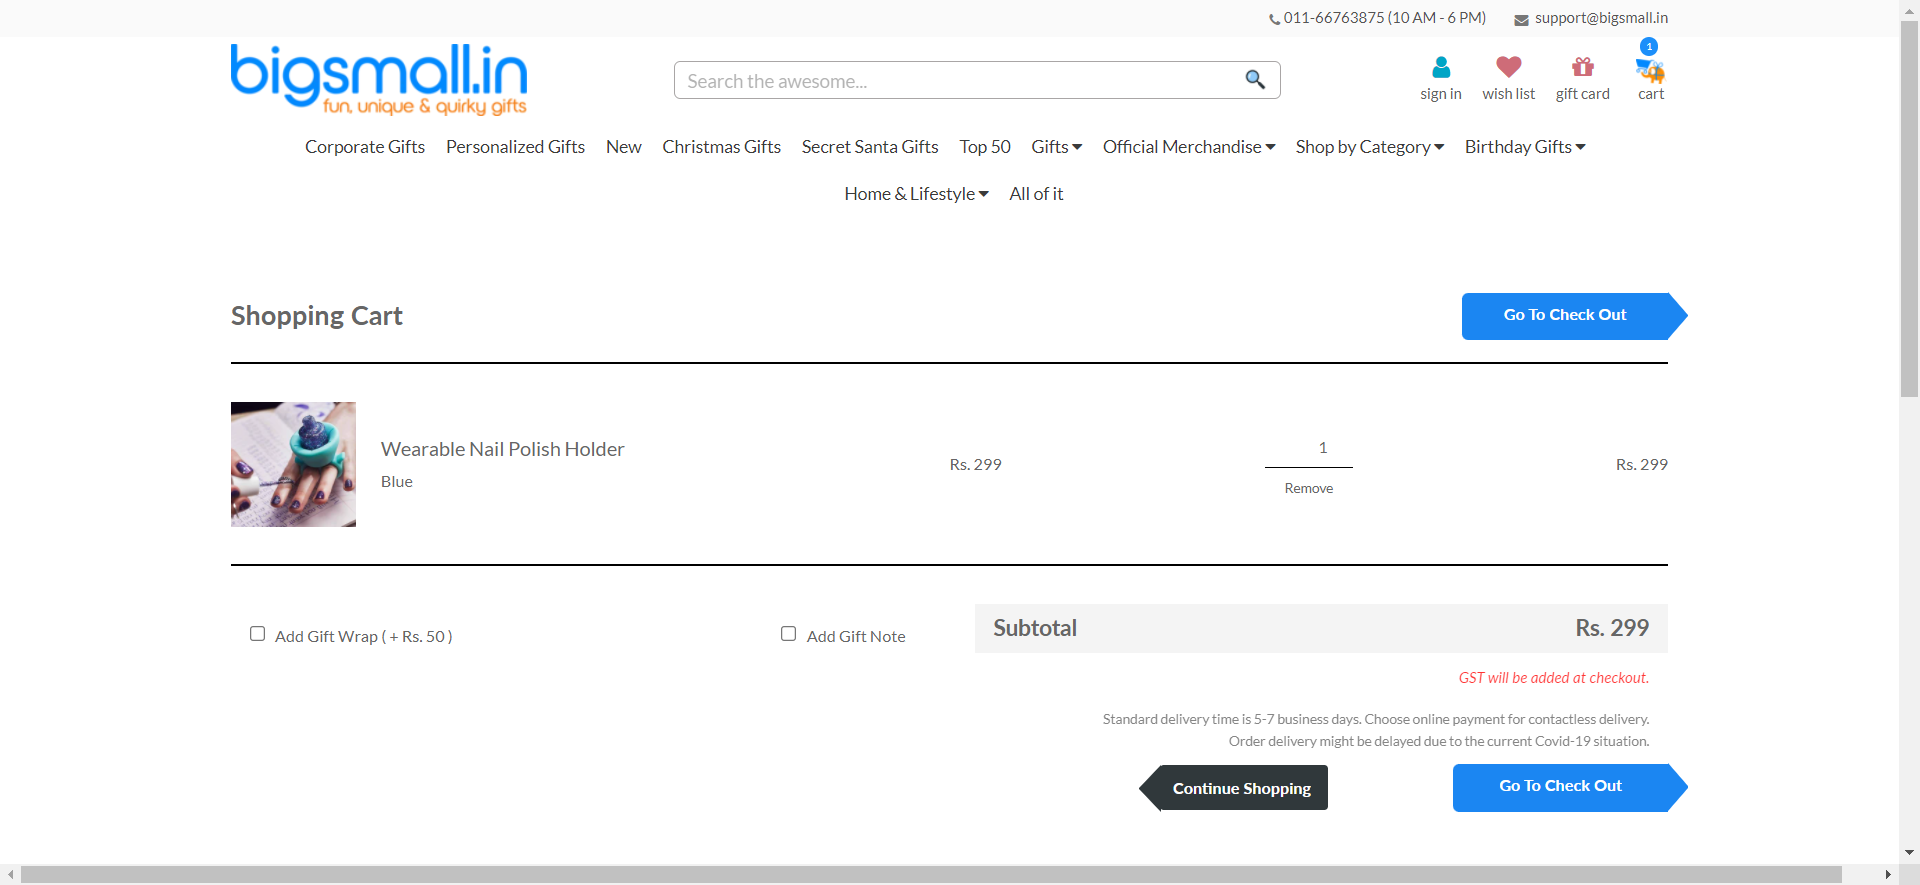 011-66763875 (10 AM - 6 PM) support@bigsmall.in
bigsmall.in
fun, unique & quirky gifts
Search the awesome...
1
sign in wish list gift card cart
Corporate Gifts Personalized Gifts New Christmas Gifts Secret Santa Gifts Top 50 Gifts Official Merchandise Shop by Category Birthday Gifts
Home & Lifestyle All of it
Shopping Cart Go To Check Out
Wearable Nail Polish Holder
Blue
Rs. 299
1
Remove
Rs. 299
Add Gift Wrap ( + Rs. 50 ) Add Gift Note
Subtotal Rs. 299
GST will be added at checkout.
Standard delivery time is 5-7 business days. Choose online payment for contactless delivery.
Order delivery might be delayed due to the current Covid-19 situation.
Continue Shopping Go To Check Out